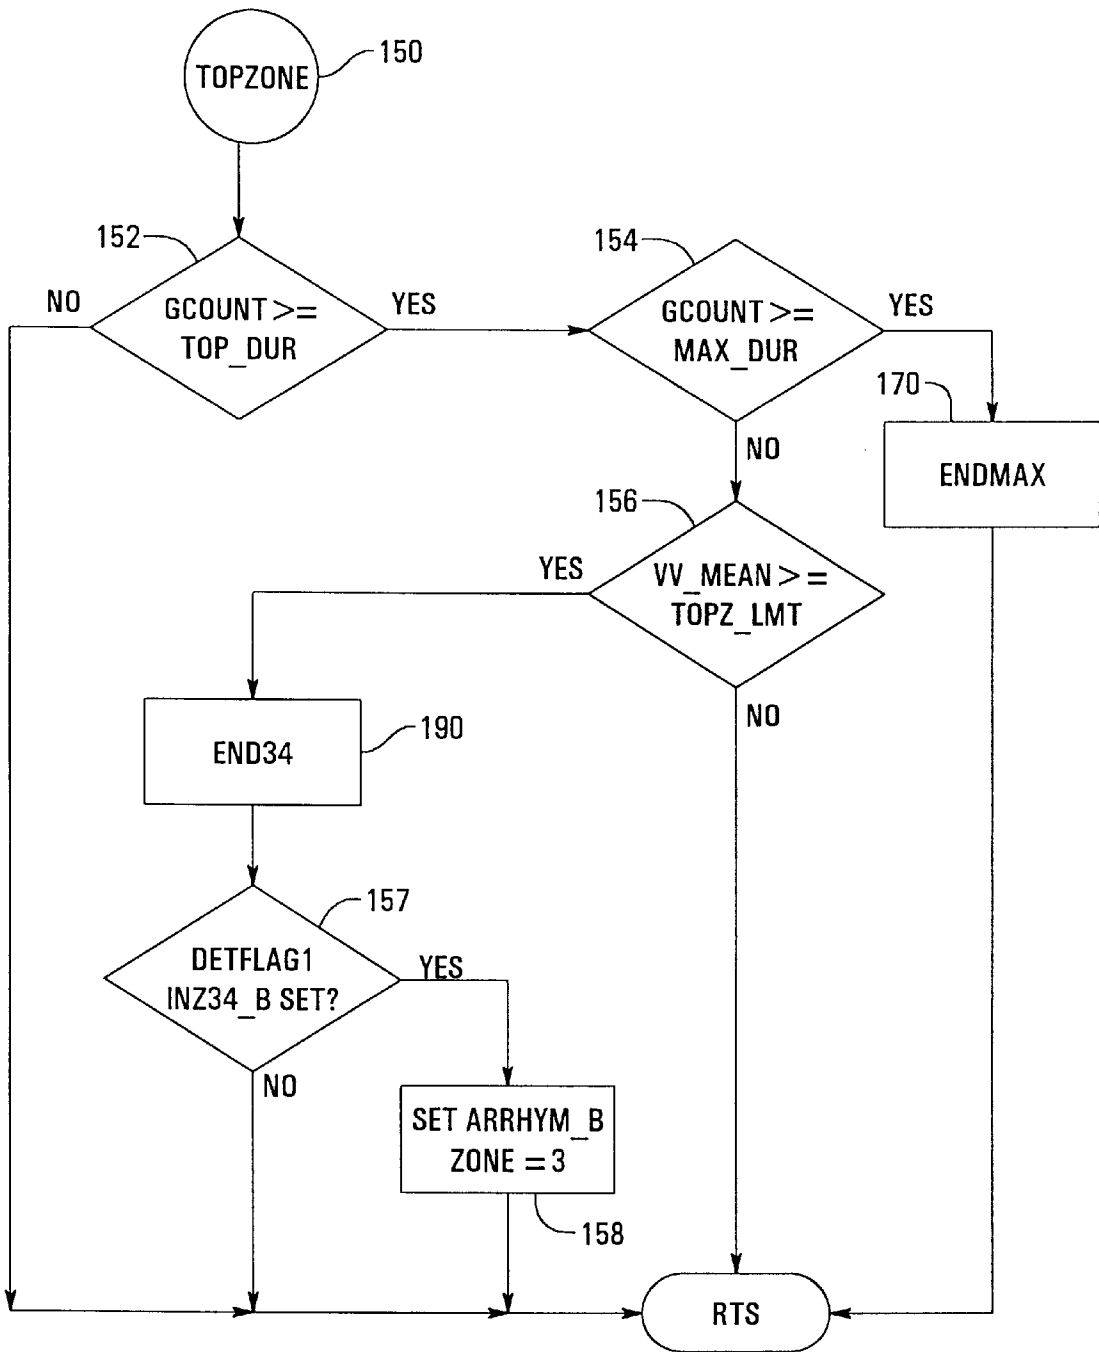 TOPZONE
150
152
NO
GCOUNT >=
TOP_DUR
YES
154
GCOUNT >=
MAX_DUR
YES
170
ENDMAX
NO
156
YES
VV_MEAN >=
TOPZ_LMT
NO
END34
190
157
DETFLAG1
INZ34_B SET?
YES
NO
SET ARRHYM_B
ZONE = 3
158
RTS